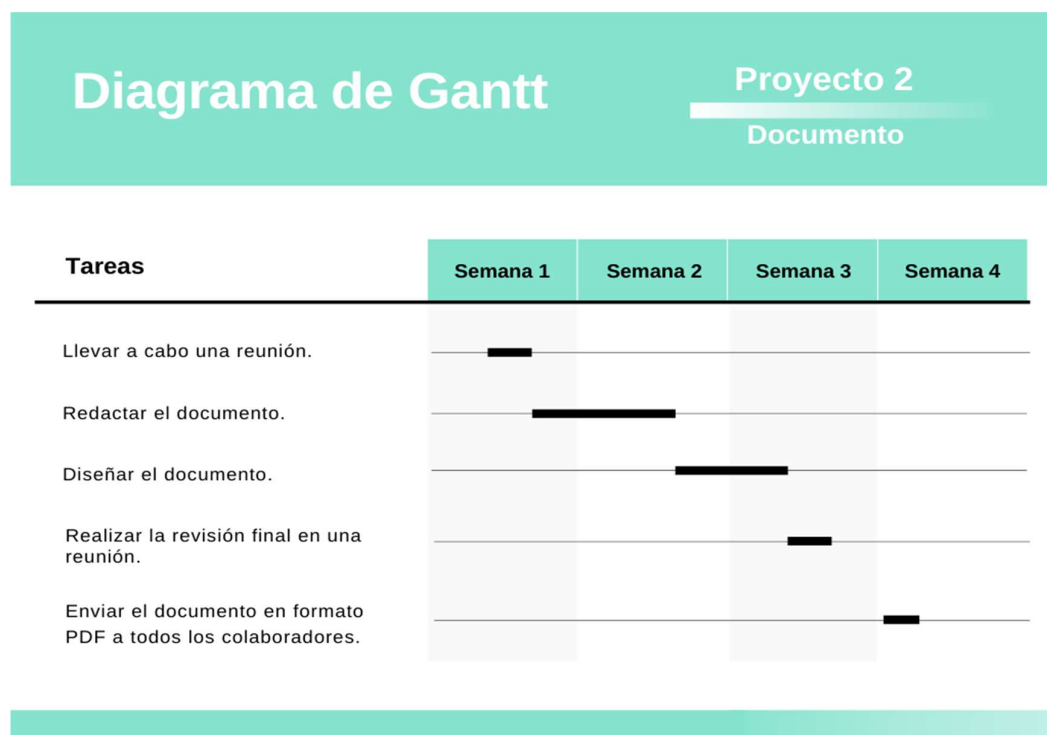 Diagrama de Gantt
Proyecto 2
Documento
Tareas
Semana 1
Semana 2
Semana 3
Semana 4
Llevar a cabo una reunión.
Redactar el documento.
Diseñar el documento.
Realizar la revisión final en una
reunión.
Enviar el documento en formato
PDF a todos los colaboradores.